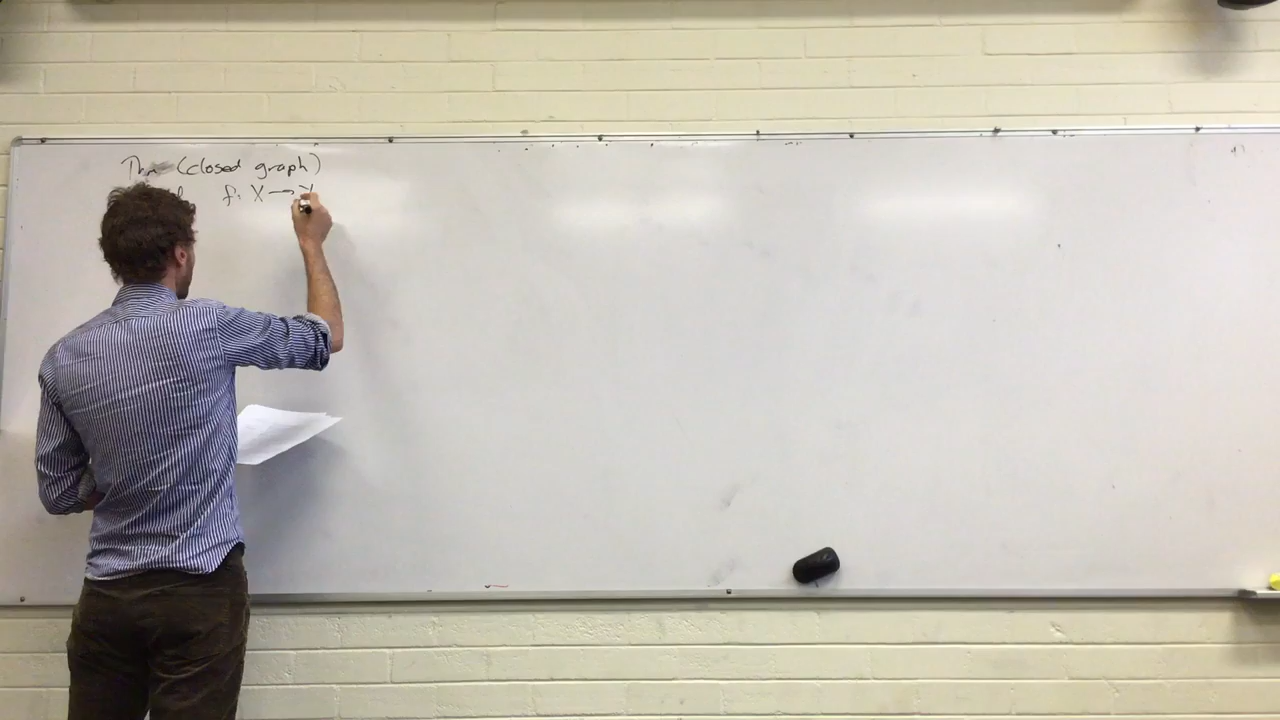 Thm (closed graph)
f: X → Y